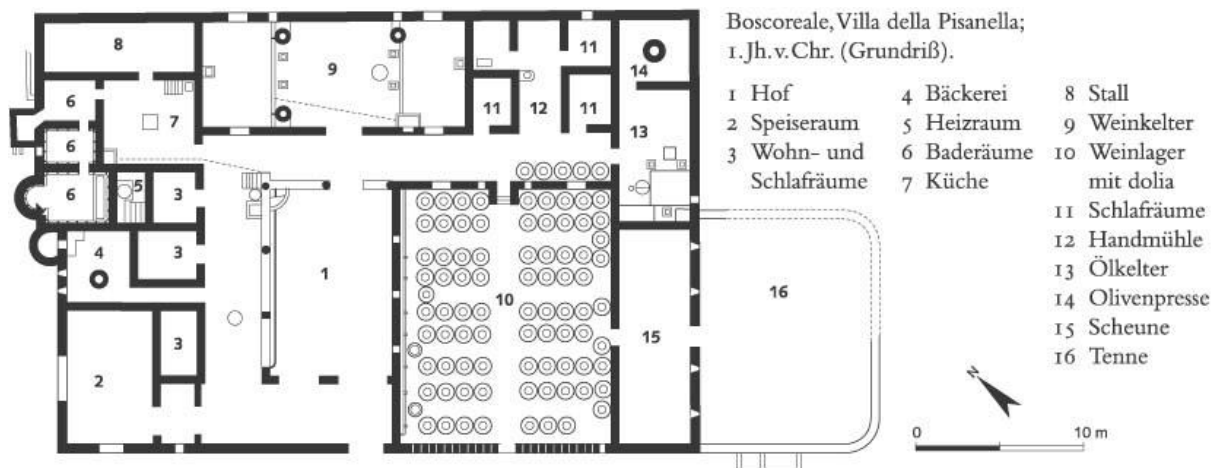 Boscoreale, Villa della Pisanella;
1. Jh. v. Chr. (Grundriß).
1 Hof
2 Speiseraum
3 Wohn- und
Schlafräume
4 Bäckerei
5 Heizraum
6 Baderäume
7 Küche
8 Stall
9 Weinkelter
10 Weinlager
mit dolia
11 Schlafräume
12 Handmühle
13 Ölkelter
14 Olivenpresse
15 Scheune
16 Tenne
N
0 10 m
8
9
11
14
6
7
11
12
11
13
6
6
5
3
4
3
1
10
16
3
15
2